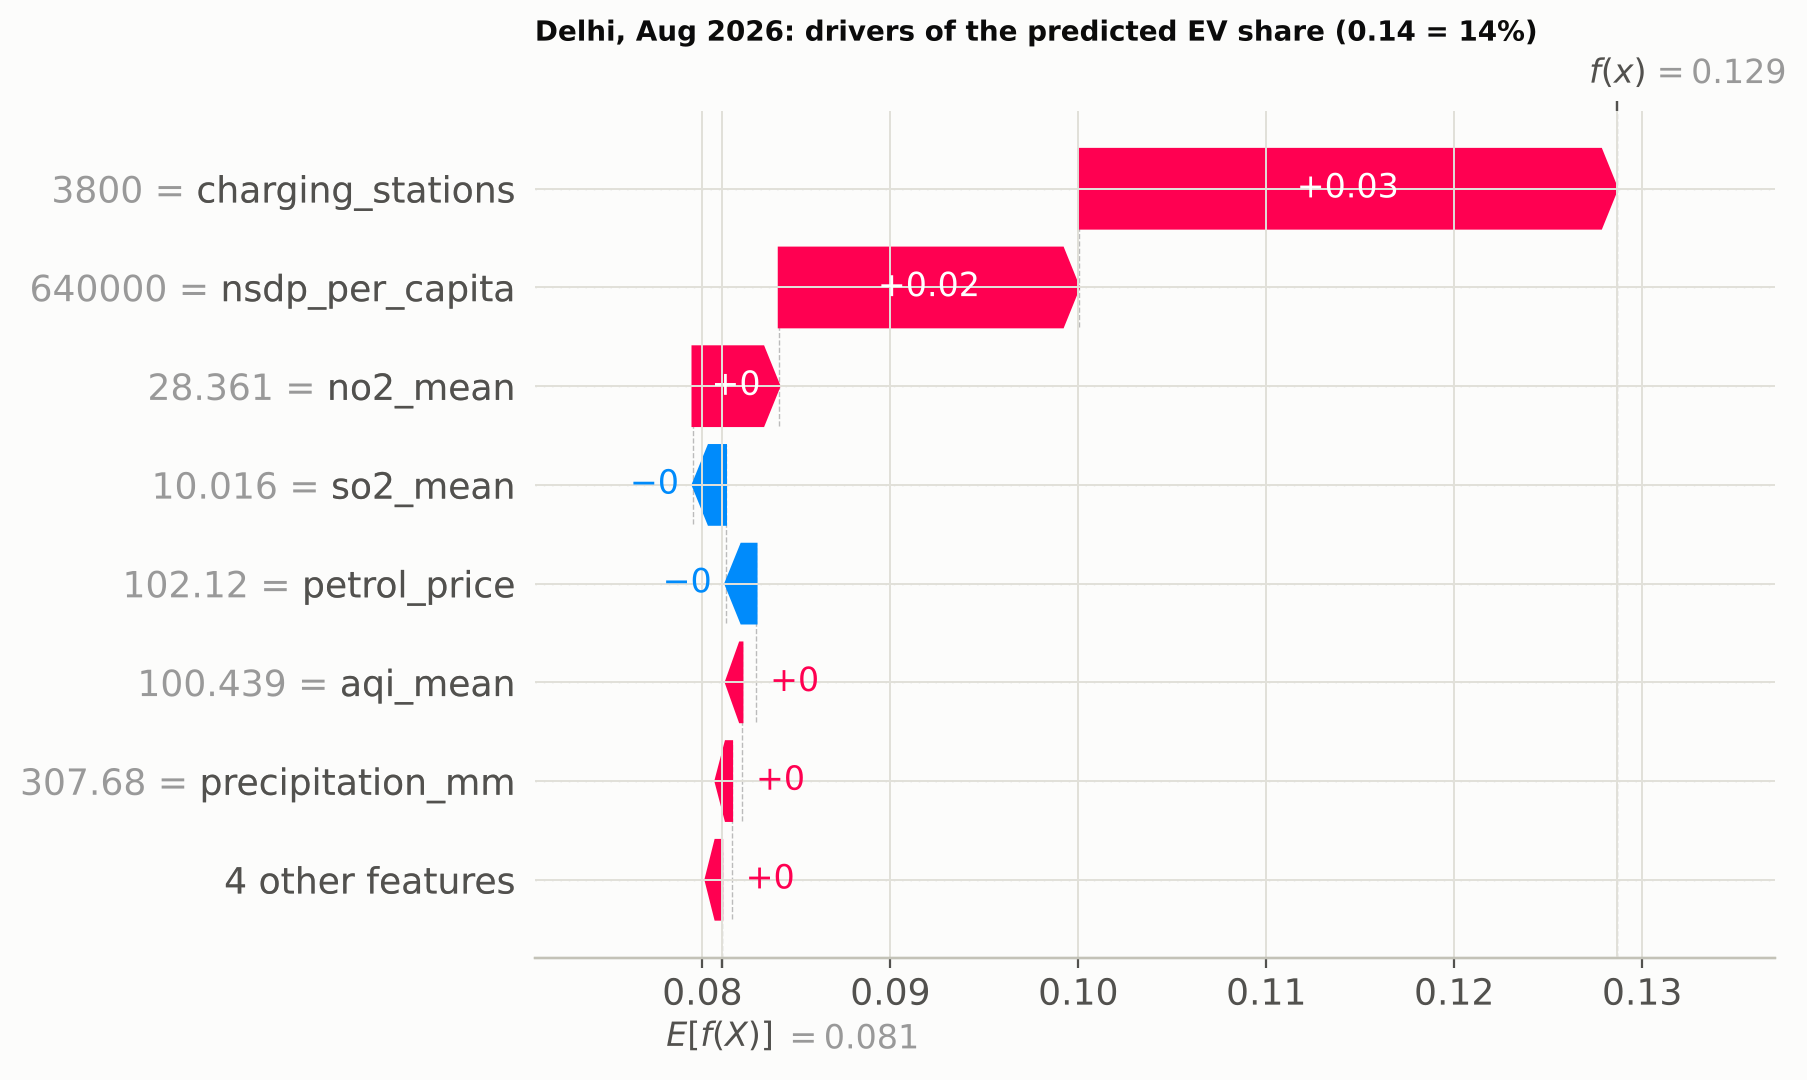 Delhi, Aug 2026: drivers of the predicted EV share (0.14 = 14%)
f(x) = 0.129
3800 = charging_stations
+0.03
640000 = nsdp_per_capita
+0.02
28.361 = no2_mean
+0
10.016 = so2_mean
−0
102.12 = petrol_price
−0
100.439 = aqi_mean
+0
307.68 = precipitation_mm
+0
4 other features
+0
0.08 0.09 0.10 0.11 0.12 0.13
E[f(X)] = 0.081